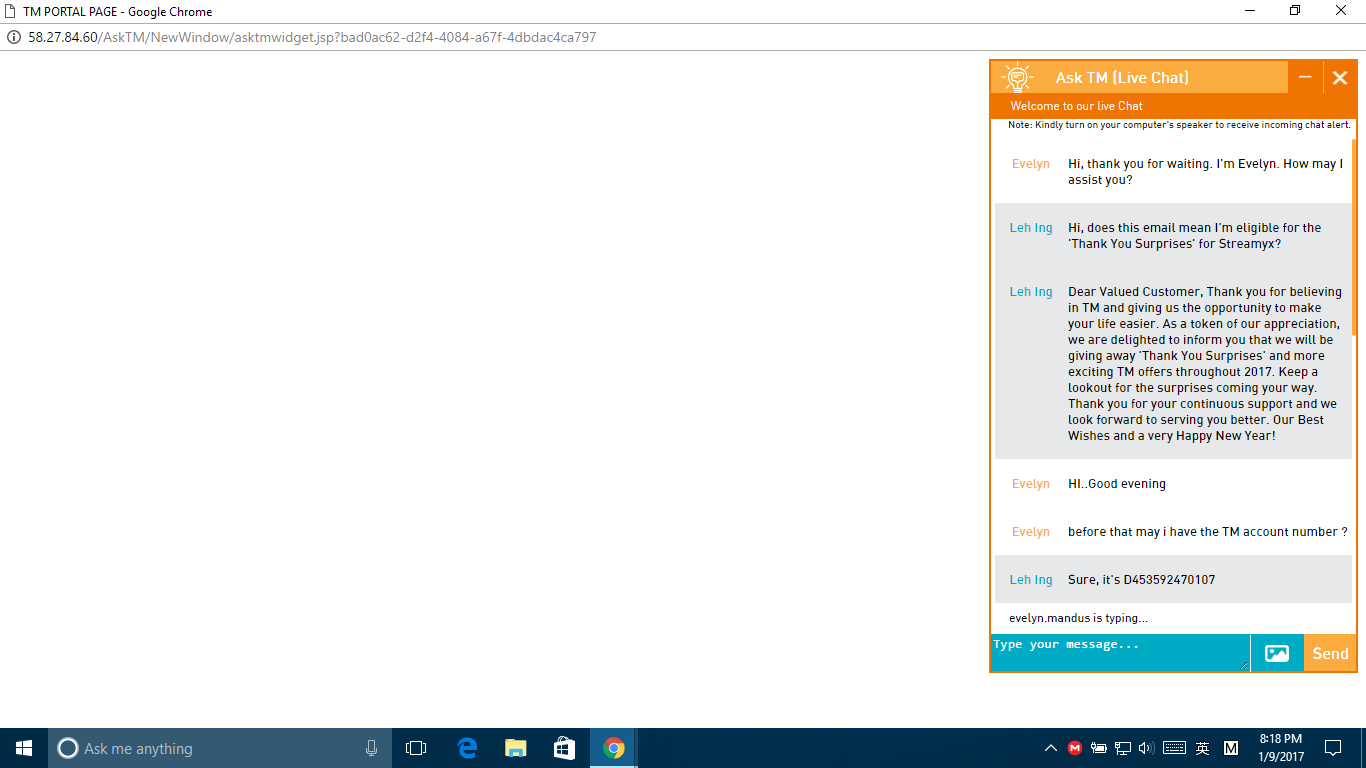 TM PORTAL PAGE - Google Chrome
58.27.84.60/AskTM/NewWindow/asktmwidget.jsp?bad0ac62-d2f4-4084-a67f-4dbdac4ca797
Ask TM (Live Chat)
Welcome to our live Chat
Note: Kindly turn on your computer's speaker to receive incoming chat alert.
Evelyn Hi, thank you for waiting. I'm Evelyn. How may I
assist you?
Leh Ing Hi, does this email mean I'm eligible for the
'Thank You Surprises' for Streamyx?
Leh Ing Dear Valued Customer, Thank you for believing
in TM and giving us the opportunity to make
your life easier. As a token of our appreciation,
we are delighted to inform you that we will be
giving away 'Thank You Surprises' and more
exciting TM offers throughout 2017. Keep a
lookout for the surprises coming your way.
Thank you for your continuous support and we
look forward to serving you better. Our Best
Wishes and a very Happy New Year!
Evelyn HI..Good evening
Evelyn before that may i have the TM account number ?
Leh Ing Sure, it's D453592470107
evelyn.mandus is typing...
Type your message...
Send
Ask me anything
英
M
8:18 PM
1/9/2017